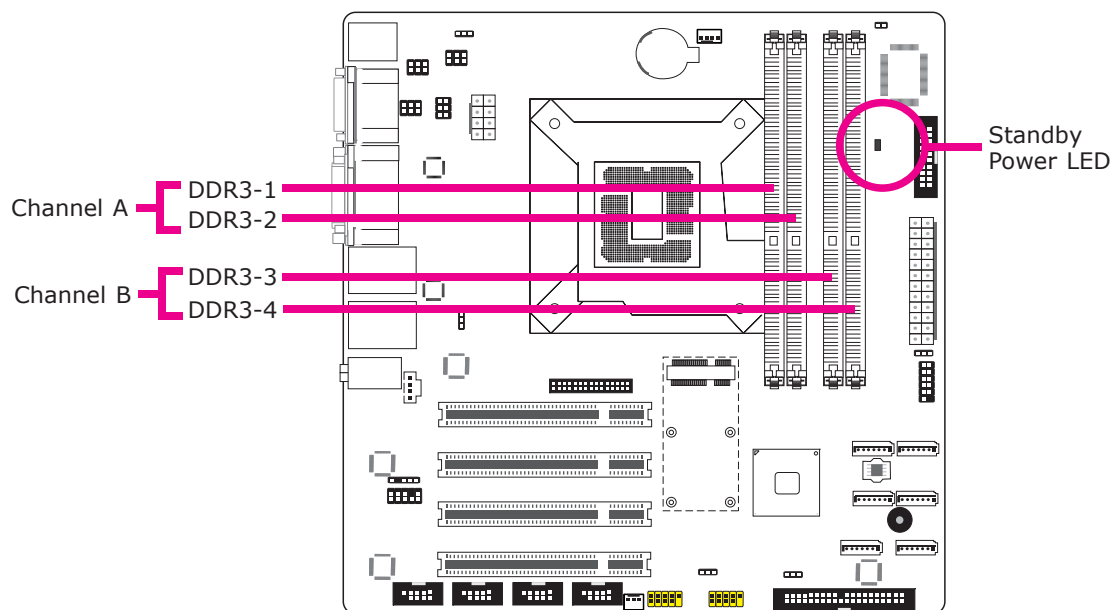 Standby
Power LED
Channel A
DDR3-1
DDR3-2
Channel B
DDR3-3
DDR3-4